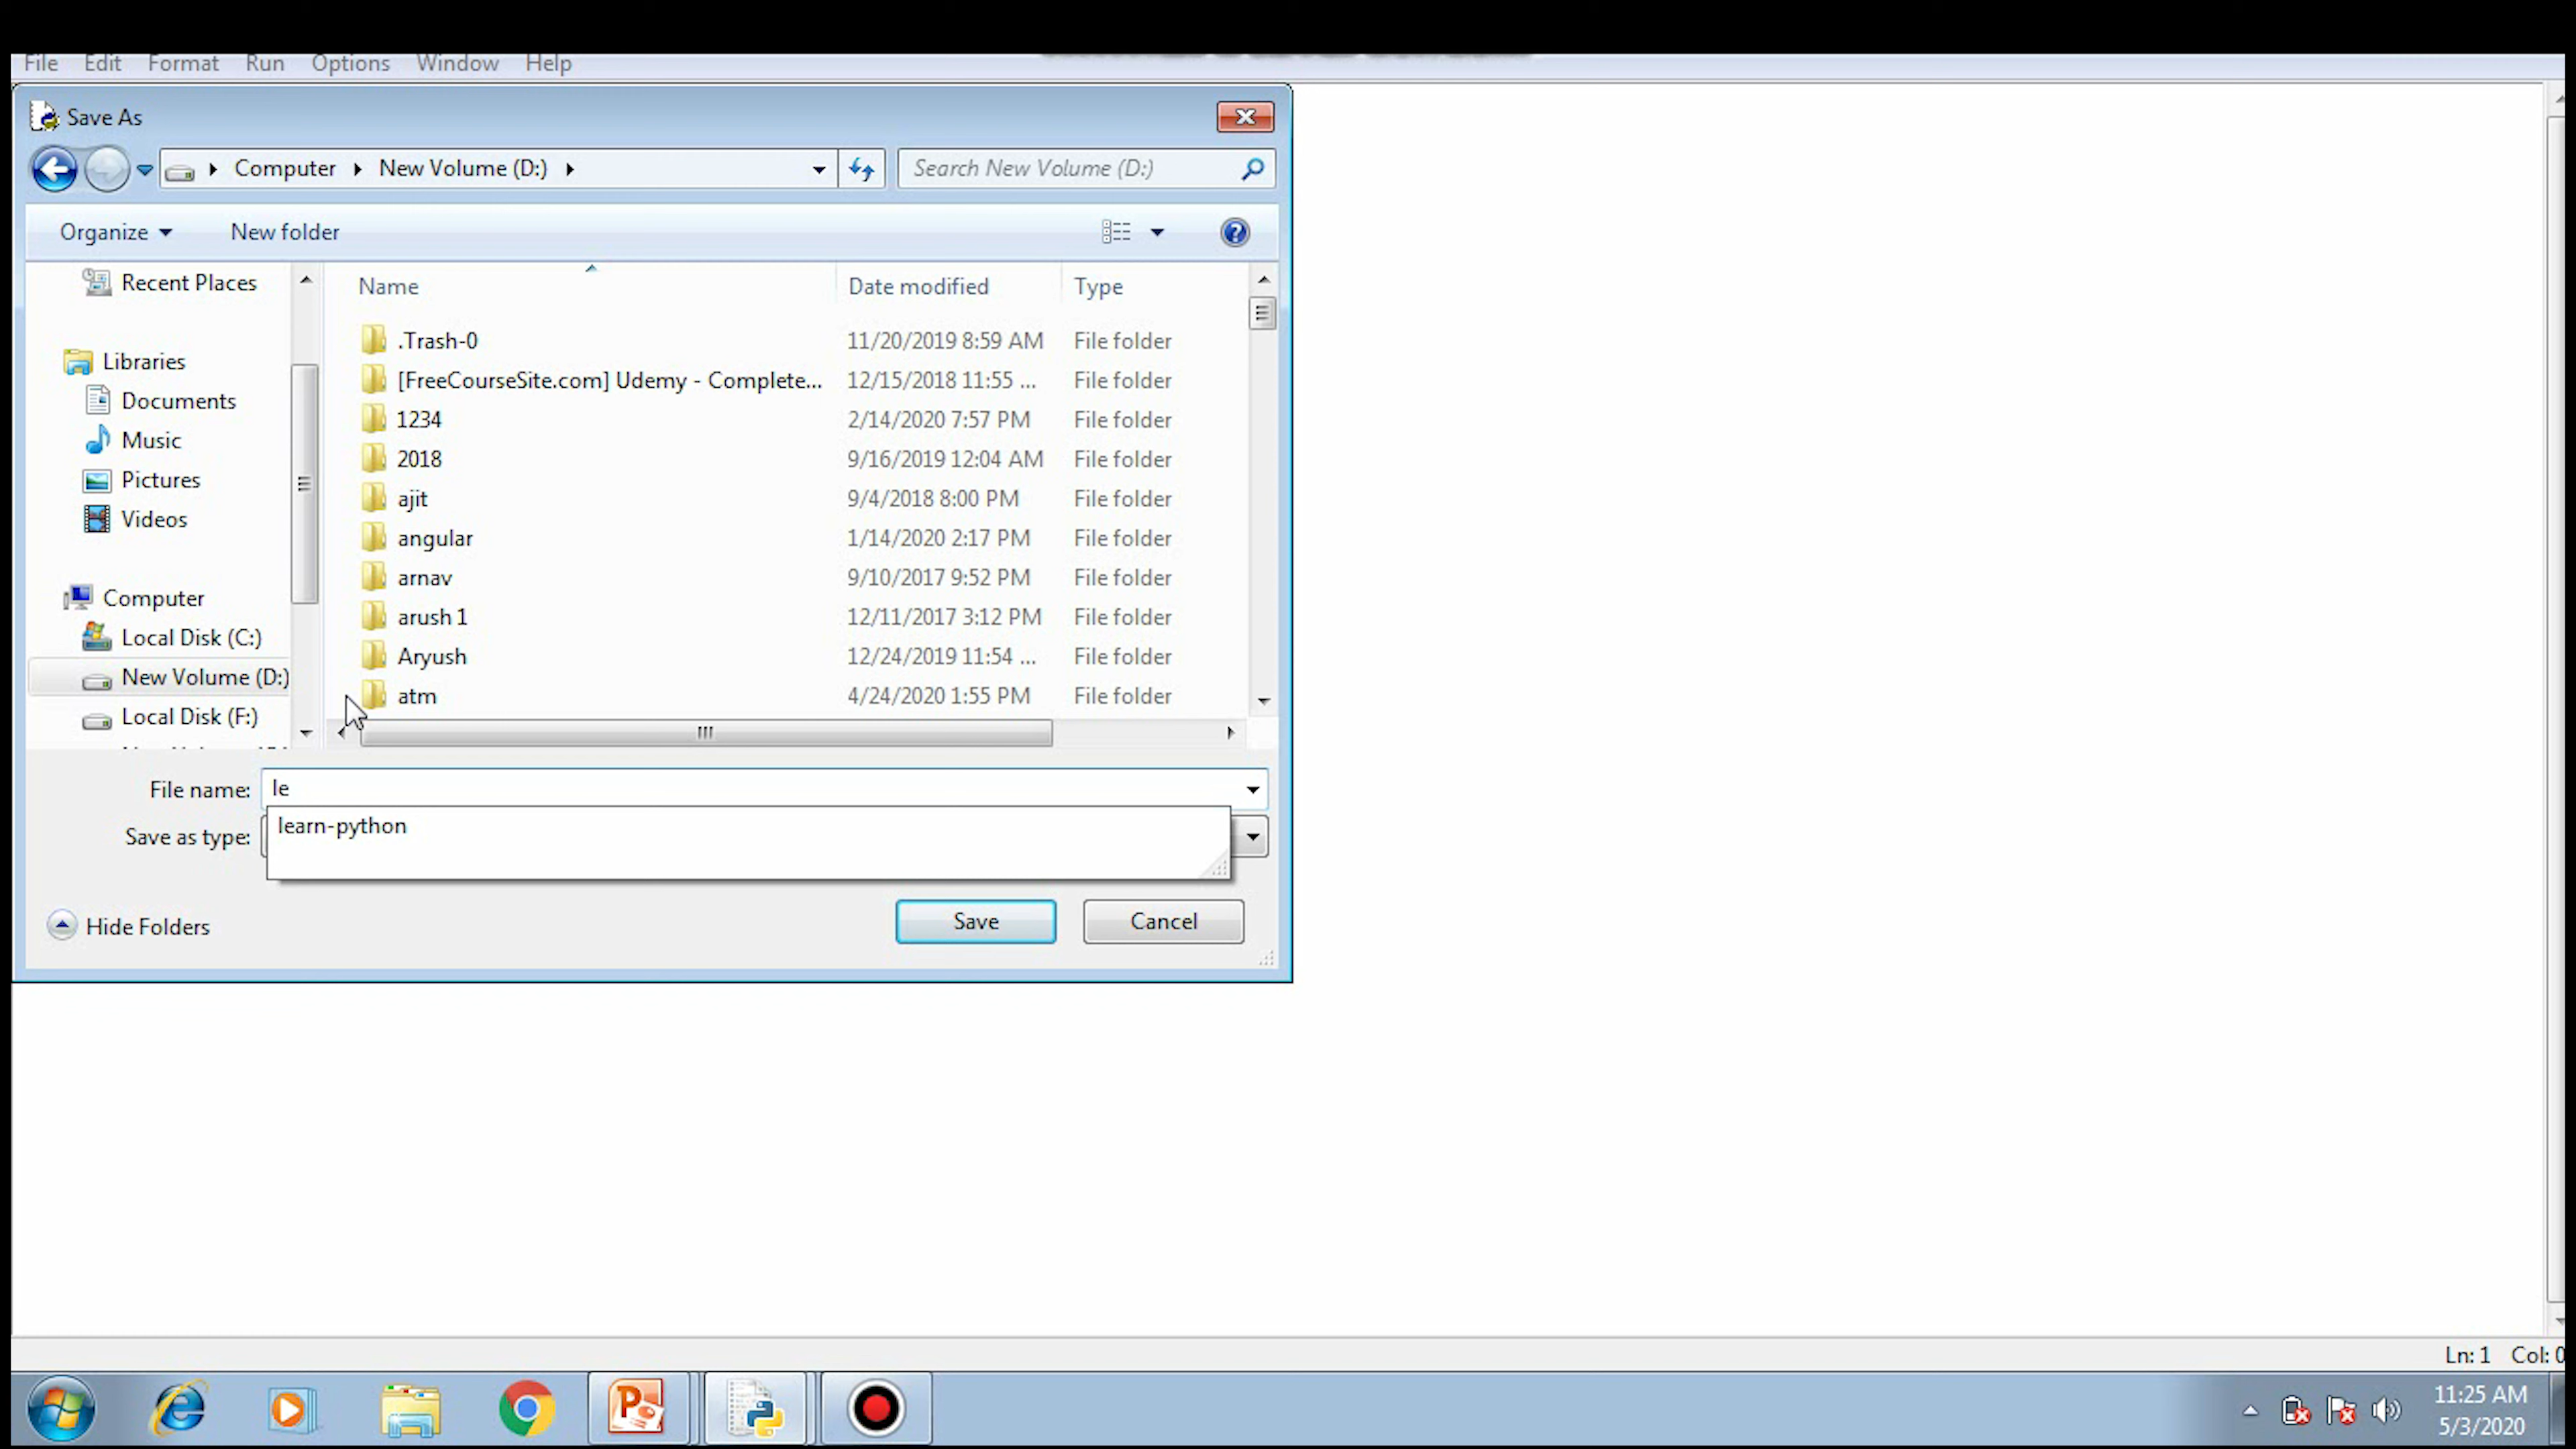 File Edit Format Run Options Window Help
Save As
Computer New Volume (D:)
Search New Volume (D:)
Organize New folder
Name Date modified Type
Recent Places
Libraries
Documents
Music
Pictures
Videos
Computer
Local Disk (C:)
New Volume (D:)
Local Disk (F:)
.Trash-0 11/20/2019 8:59 AM File folder
[FreeCourseSite.com] Udemy - Complete... 12/15/2018 11:55 ... File folder
1234 2/14/2020 7:57 PM File folder
2018 9/16/2019 12:04 AM File folder
ajit 9/4/2018 8:00 PM File folder
angular 1/14/2020 2:17 PM File folder
arnav 9/10/2017 9:52 PM File folder
arush 1 12/11/2017 3:12 PM File folder
Aryush 12/24/2019 11:54 ... File folder
atm 4/24/2020 1:55 PM File folder
File name: le
learn-python
Save as type:
Hide Folders
Save Cancel
Ln: 1 Col: 0
11:25 AM
5/3/2020